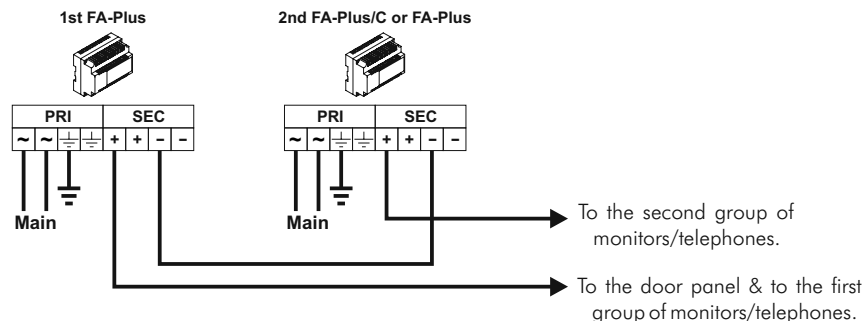 1st FA-Plus
2nd FA-Plus/C or FA-Plus
PRI SEC
~ ~ + + – –
PRI SEC
~ ~ + + – –
Main
Main
To the second group of
monitors/telephones.
To the door panel & to the first
group of monitors/telephones.